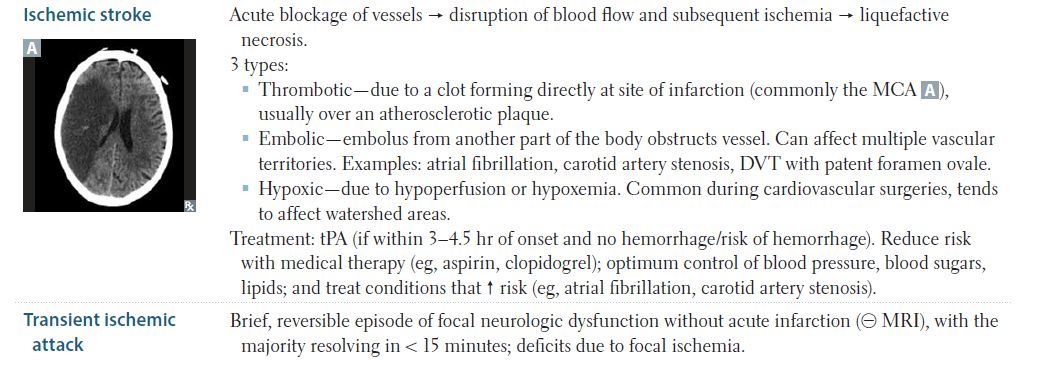 Ischemic stroke
A
Acute blockage of vessels → disruption of blood flow and subsequent ischemia → liquefactive
necrosis.
3 types:
▪ Thrombotic—due to a clot forming directly at site of infarction (commonly the MCA A),
usually over an atherosclerotic plaque.
▪ Embolic—embolus from another part of the body obstructs vessel. Can affect multiple vascular
territories. Examples: atrial fibrillation, carotid artery stenosis, DVT with patent foramen ovale.
▪ Hypoxic—due to hypoperfusion or hypoxemia. Common during cardiovascular surgeries, tends
to affect watershed areas.
Treatment: tPA (if within 3–4.5 hr of onset and no hemorrhage/risk of hemorrhage). Reduce risk
with medical therapy (eg, aspirin, clopidogrel); optimum control of blood pressure, blood sugars,
lipids; and treat conditions that ↑ risk (eg, atrial fibrillation, carotid artery stenosis).
℞
Transient ischemic
attack
Brief, reversible episode of focal neurologic dysfunction without acute infarction (⊖ MRI), with the
majority resolving in < 15 minutes; deficits due to focal ischemia.